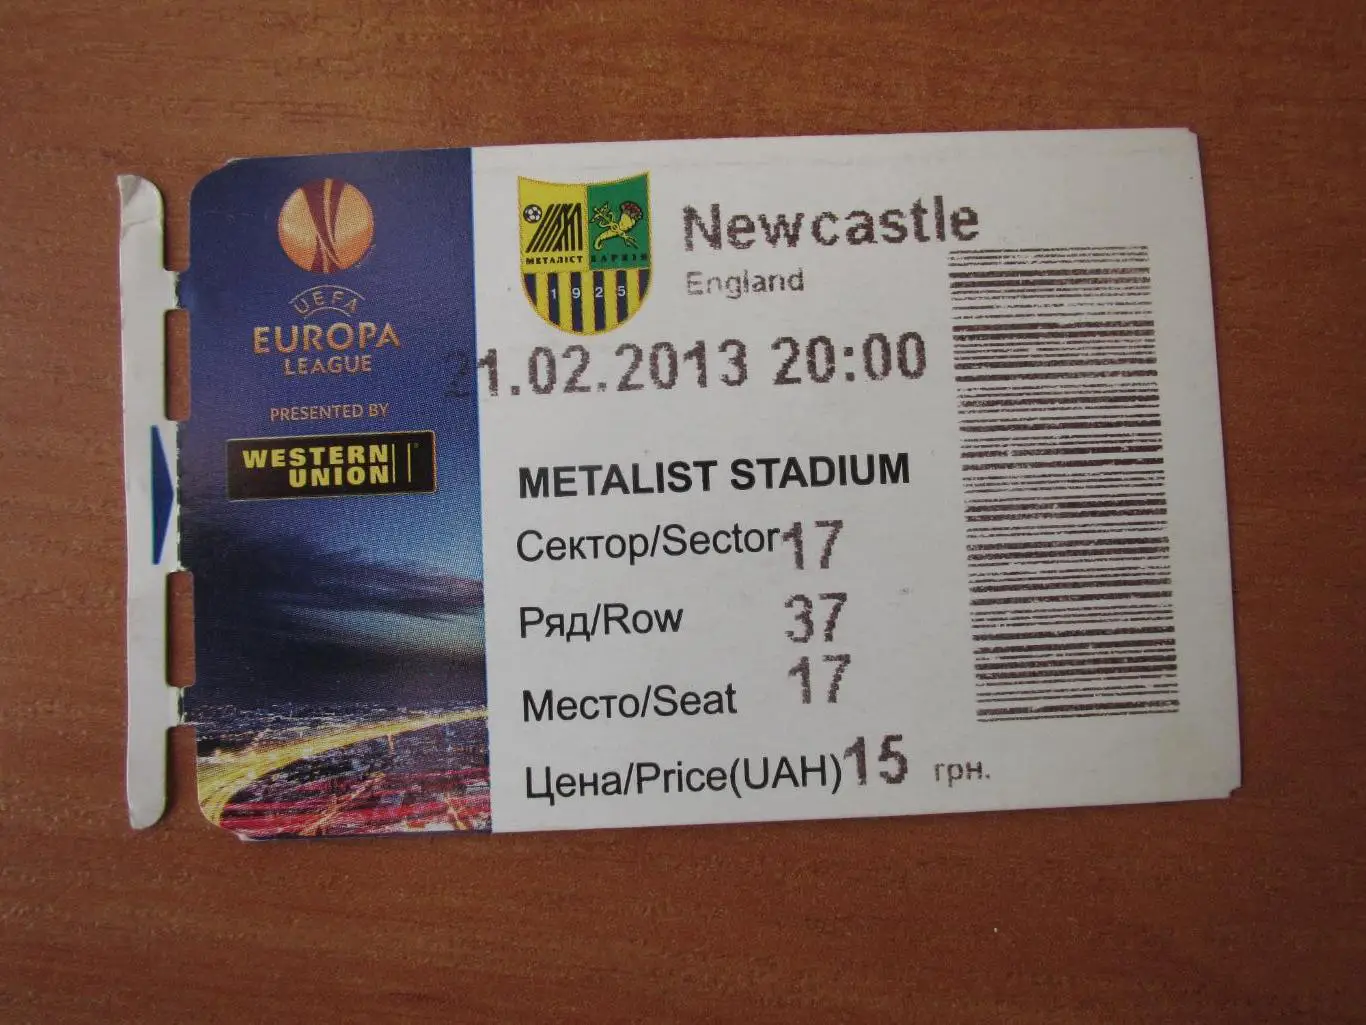 UEFA
EUROPA
LEAGUE
PRESENTED BY
WESTERN
UNION
МЕТАЛІСТ ХАРКІВ
1925
Newcastle
England
21.02.2013 20:00
METALIST STADIUM
Сектор/Sector 17
Ряд/Row 37
Место/Seat 17
Цена/Price(UAH) 15 грн.